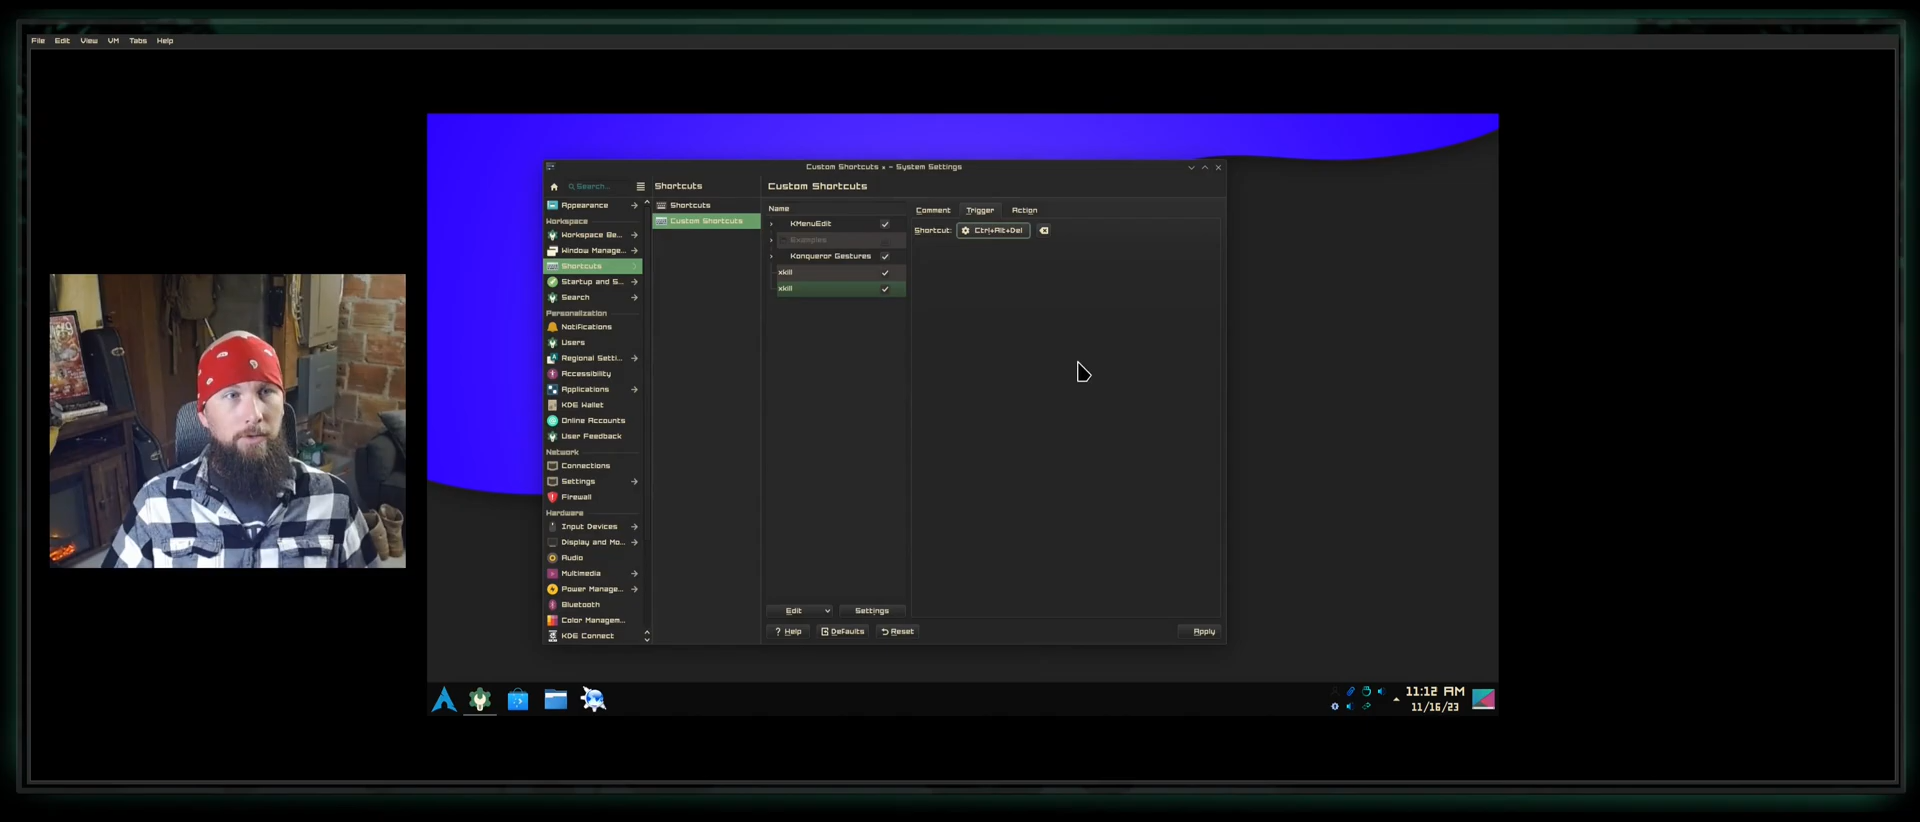 File Edit View VM Tabs Help
Custom Shortcuts * – System Settings
Search...
Appearance
Workspace
Workspace Be...
Window Manage...
Shortcuts
Startup and S...
Search
Personalization
Notifications
Users
Regional Setti...
Accessibility
Applications
KDE Wallet
Online Accounts
User Feedback
Network
Connections
Settings
Firewall
Hardware
Input Devices
Display and Mo...
Audio
Multimedia
Power Manage...
Bluetooth
Color Managem...
KDE Connect
Shortcuts
Shortcuts
Custom Shortcuts
Custom Shortcuts
Name
KMenuEdit
Examples
Konqueror Gestures
xkill
xkill
Edit Settings
Comment Trigger Action
Shortcut: Ctrl+Alt+Del
? Help Defaults Reset Apply
11:12 AM
11/16/23